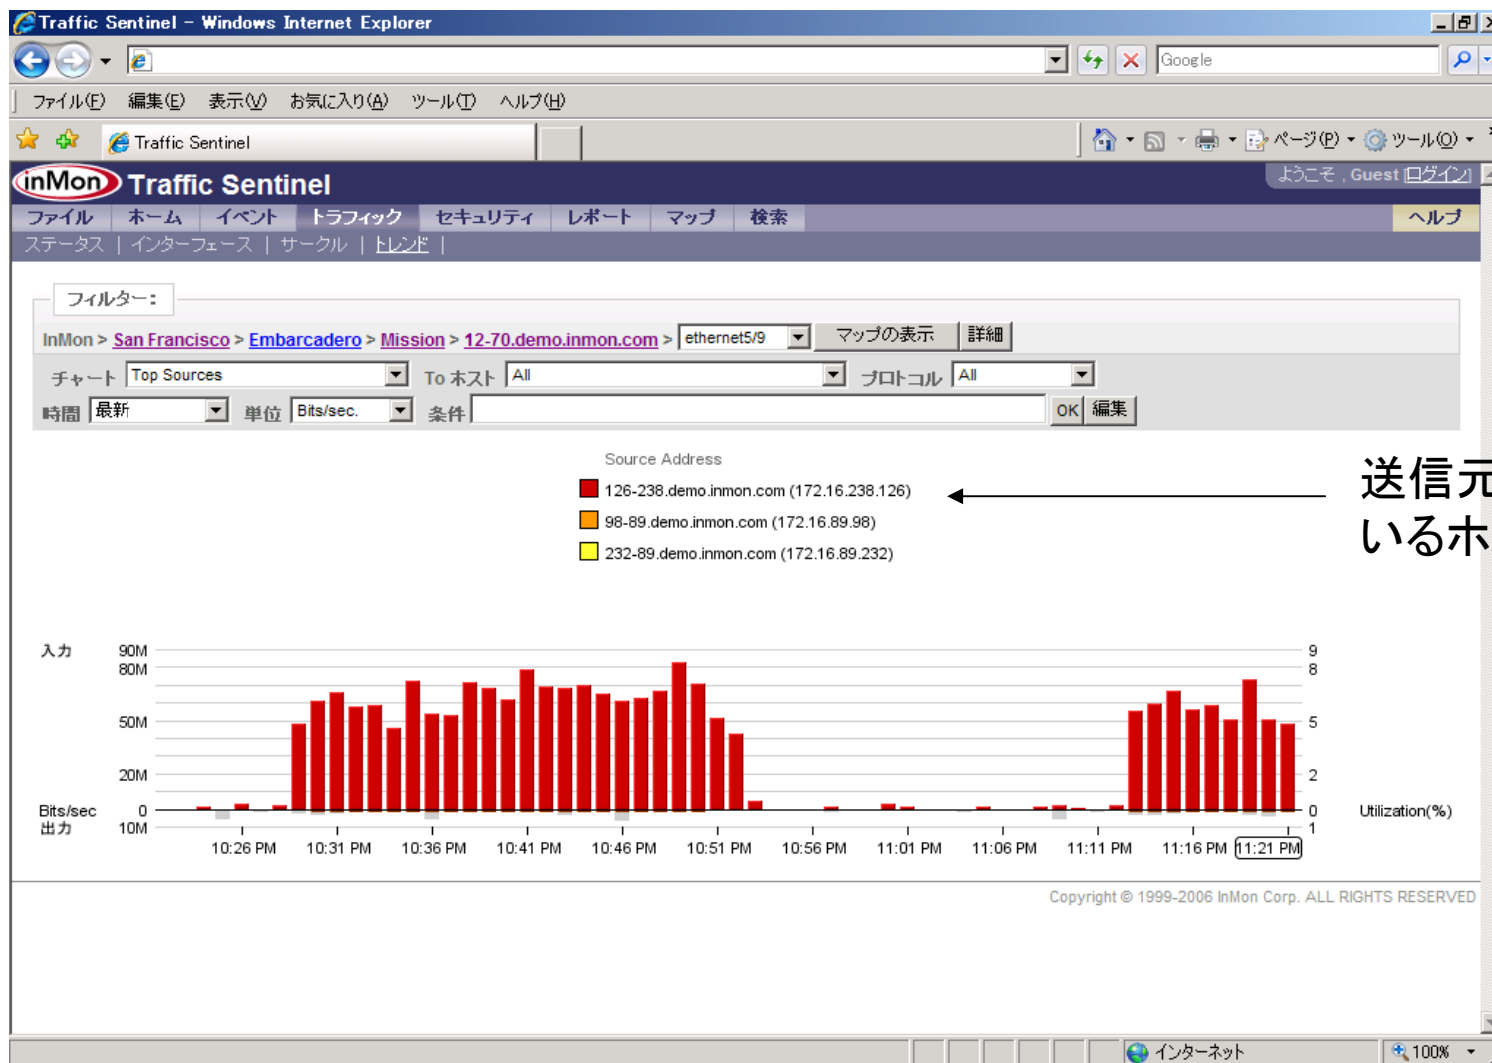 Traffic Sentinel - Windows Internet Explorer
Google
ファイル(F) 編集(E) 表示(V) お気に入り(A) ツール(T) ヘルプ(H)
Traffic Sentinel
ページ(P) ツール(O)
inMon Traffic Sentinel
ようこそ , Guest [ログイン]
ファイル ホーム イベント トラフィック セキュリティ レポート マップ 検索 ヘルプ
ステータス | インターフェース | サークル | トレンド |
フィルター:
InMon > San Francisco > Embarcadero > Mission > 12-70.demo.inmon.com > ethernet5/9 マップの表示 詳細
チャート Top Sources To ホスト All プロトコル All
時間 最新 単位 Bits/sec. 条件 OK 編集
Source Address
126-238.demo.inmon.com (172.16.238.126)
98-89.demo.inmon.com (172.16.89.98)
232-89.demo.inmon.com (172.16.89.232)
送信元
いるホ
入力 90M 9
80M 8
50M 5
20M 2
Bits/sec 0 0 Utilization(%)
出力 10M 1
10:26 PM 10:31 PM 10:36 PM 10:41 PM 10:46 PM 10:51 PM 10:56 PM 11:01 PM 11:06 PM 11:11 PM 11:16 PM 11:21 PM
Copyright © 1999-2006 InMon Corp. ALL RIGHTS RESERVED
インターネット 100%